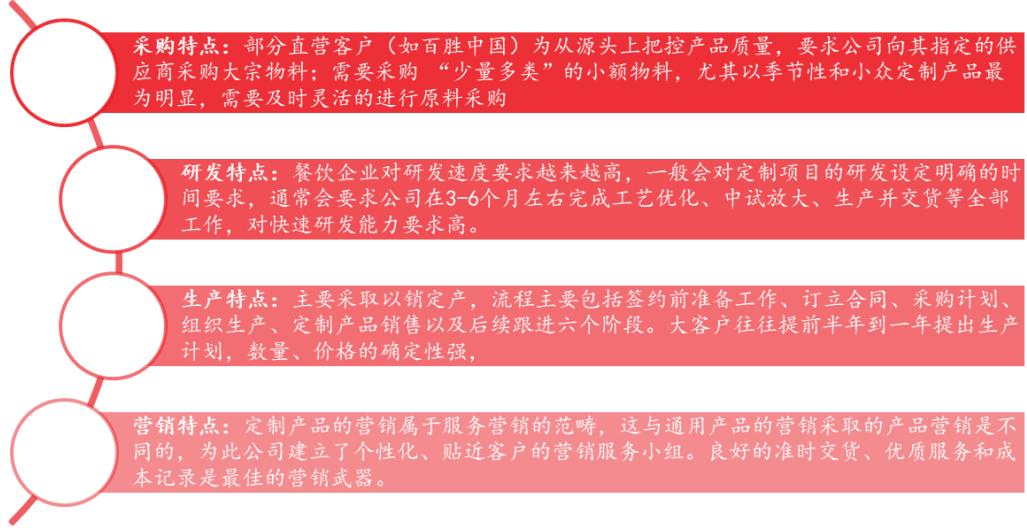 采购特点：部分直营客户（如百胜中国）为从源头上把控产品质量，要求公司向其指定的供
应商采购大宗物料；需要采购 “少量多类”的小额物料，尤其以季节性和小众定制产品最
为明显，需要及时灵活的进行原料采购
研发特点：餐饮企业对研发速度要求越来越高，一般会对定制项目的研发设定明确的时
间要求，通常会要求公司在3-6个月左右完成工艺优化、中试放大、生产并交货等全部
工作，对快速研发能力要求高。
生产特点：主要采取以销定产，流程主要包括签约前准备工作、订立合同、采购计划、
组织生产、定制产品销售以及后续跟进六个阶段。大客户往往提前半年到一年提出生产
计划，数量、价格的确定性强，
营销特点：定制产品的营销属于服务营销的范畴，这与通用产品的营销采取的产品营销是不
同的，为此公司建立了个性化、贴近客户的营销服务小组。良好的准时交货、优质服务和成
本记录是最佳的营销武器。